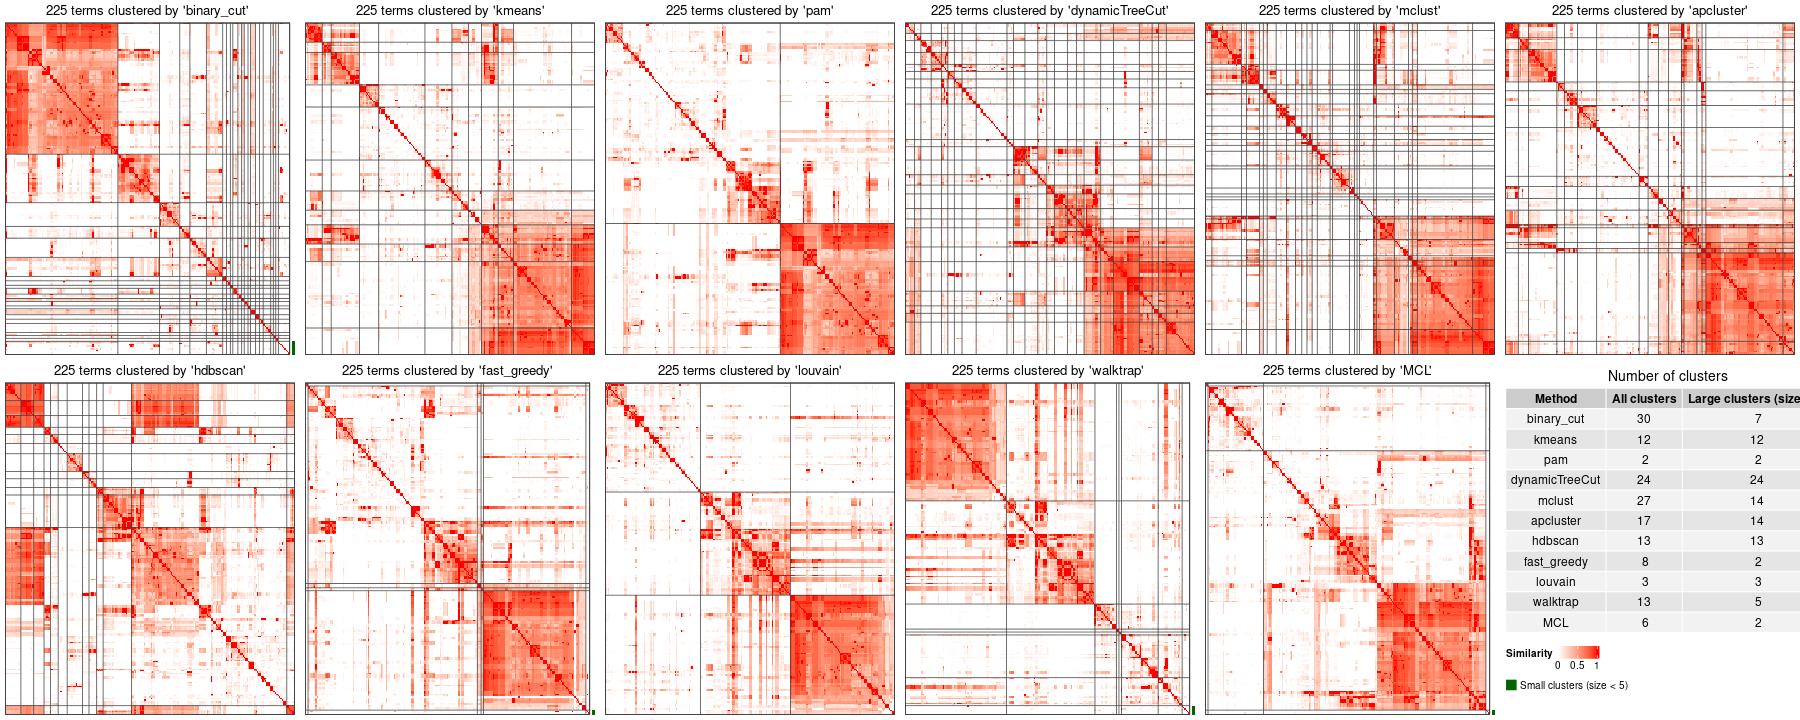 225 terms clustered by 'binary_cut'
225 terms clustered by 'kmeans'
225 terms clustered by 'pam'
225 terms clustered by 'dynamicTreeCut'
225 terms clustered by 'mclust'
225 terms clustered by 'apcluster'
225 terms clustered by 'hdbscan'
225 terms clustered by 'fast_greedy'
225 terms clustered by 'louvain'
225 terms clustered by 'walktrap'
225 terms clustered by 'MCL'
Number of clusters
Method All clusters Large clusters (size
binary_cut 30 7
kmeans 12 12
pam 2 2
dynamicTreeCut 24 24
mclust 27 14
apcluster 17 14
hdbscan 13 13
fast_greedy 8 2
louvain 3 3
walktrap 13 5
MCL 6 2
Similarity
0 0.5 1
Small clusters (size < 5)